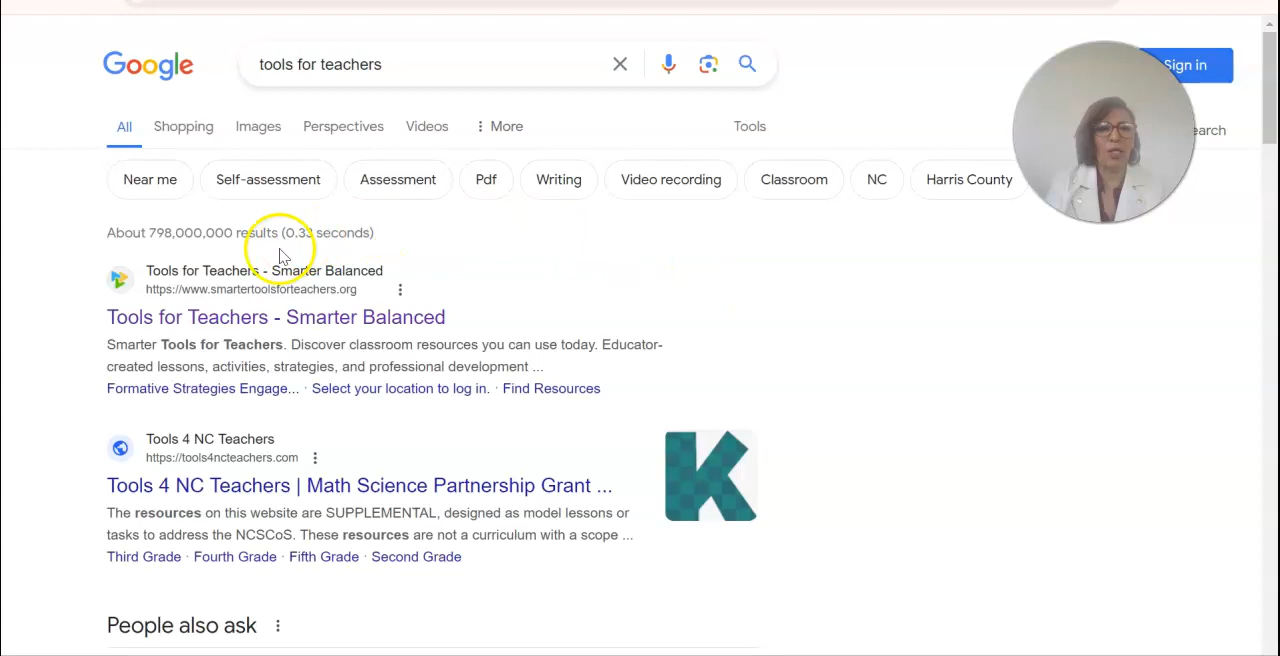 Google
tools for teachers
Sign in
All Shopping Images Perspectives Videos More Tools
earch
Near me Self-assessment Assessment Pdf Writing Video recording Classroom NC Harris County
About 798,000,000 results (0.33 seconds)
Tools for Teachers - Smarter Balanced
https://www.smartertoolsforteachers.org
Tools for Teachers - Smarter Balanced
Smarter Tools for Teachers. Discover classroom resources you can use today. Educator-
created lessons, activities, strategies, and professional development ...
Formative Strategies Engage... · Select your location to log in. · Find Resources
Tools 4 NC Teachers
https://tools4ncteachers.com
Tools 4 NC Teachers | Math Science Partnership Grant ...
K
The resources on this website are SUPPLEMENTAL, designed as model lessons or
tasks to address the NCSCoS. These resources are not a curriculum with a scope ...
Third Grade · Fourth Grade · Fifth Grade · Second Grade
People also ask